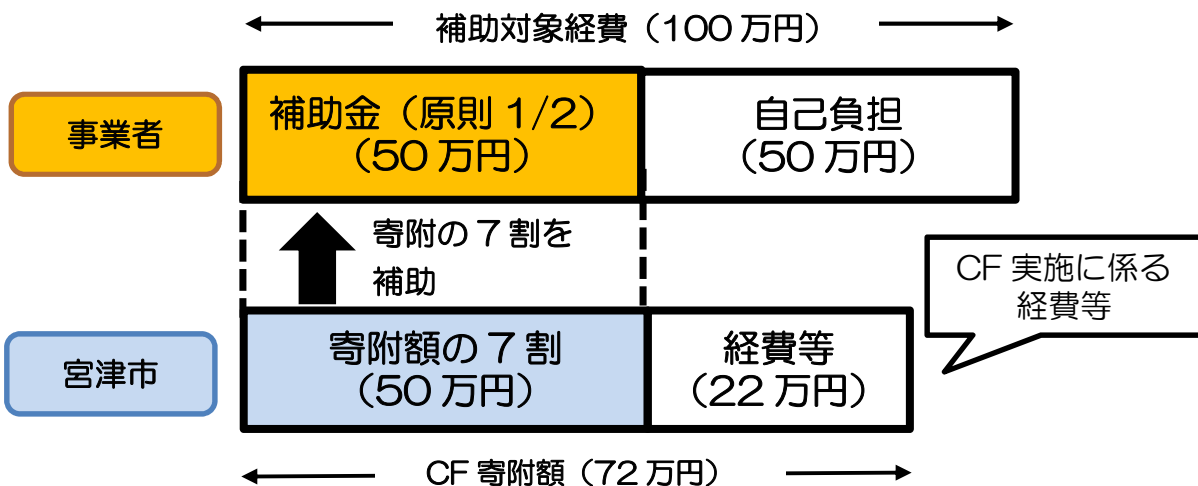 補助対象経費（100万円）
事業者
補助金（原則1/2）
（50万円）
自己負担
（50万円）
寄附の7割を
補助
CF実施に係る
経費等
宮津市
寄附額の7割
（50万円）
経費等
（22万円）
CF寄附額（72万円）